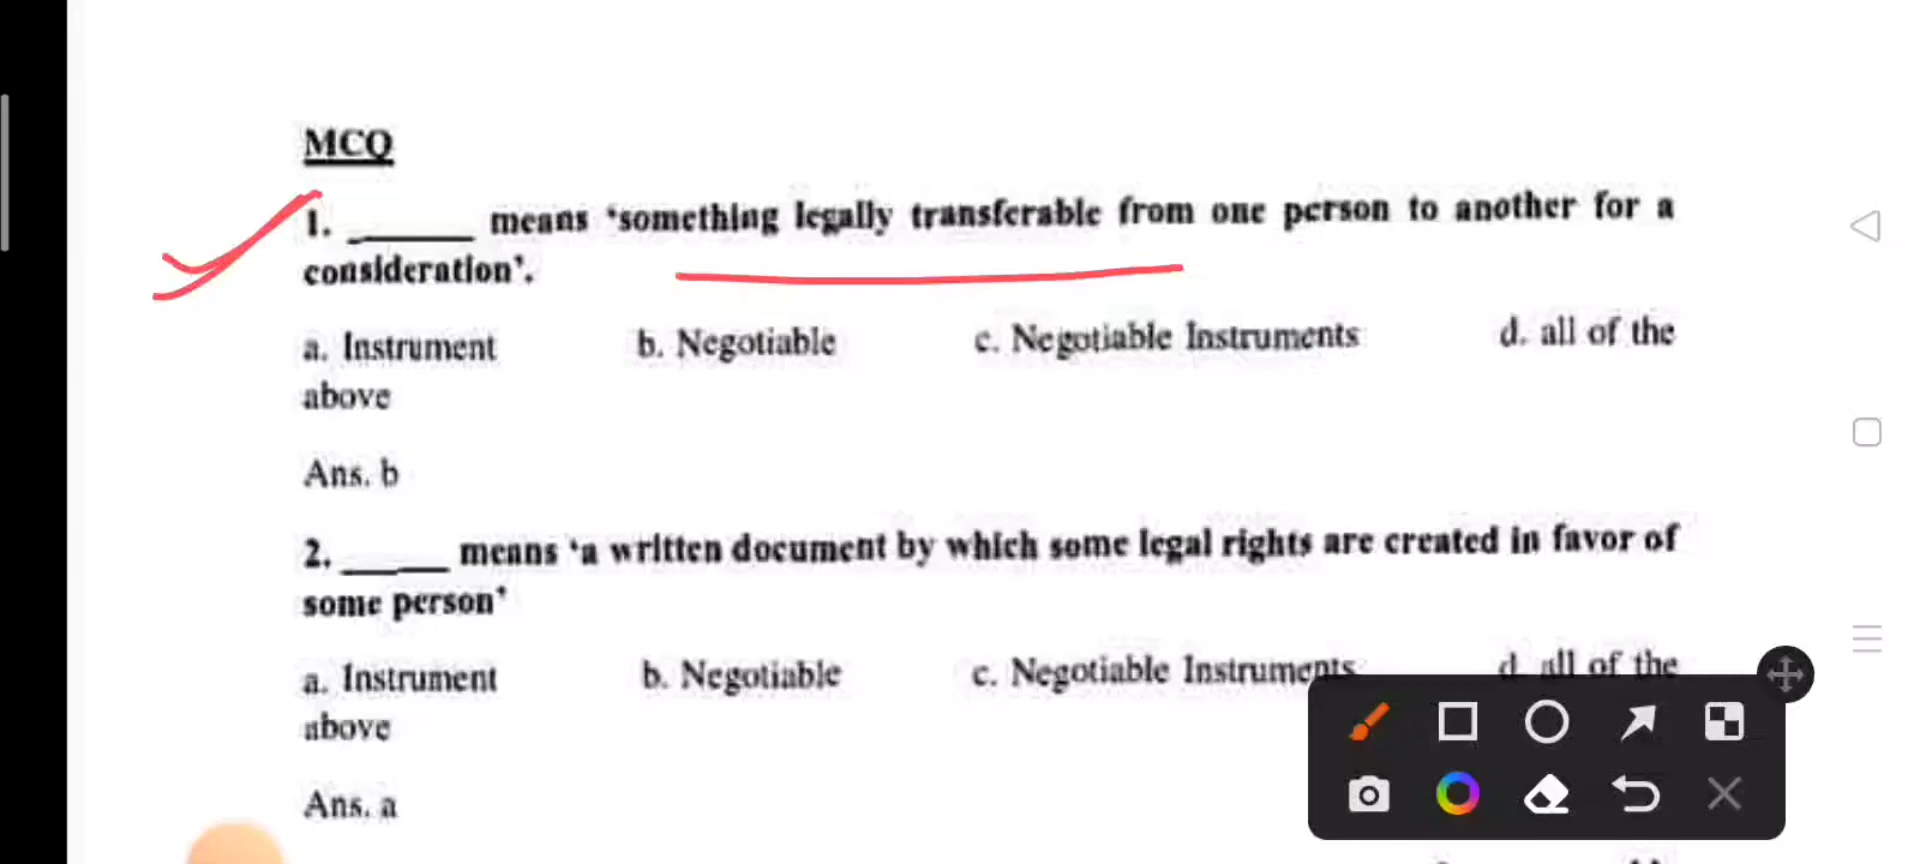 MCQ
1. ______ means ‘something legally transferable from one person to another for a
consideration’.
a. Instrument b. Negotiable c. Negotiable Instruments d. all of the
above
Ans. b
2. ______ means ‘a written document by which some legal rights are created in favor of
some person’
a. Instrument b. Negotiable c. Negotiable Instruments d. all of the
above
Ans. a